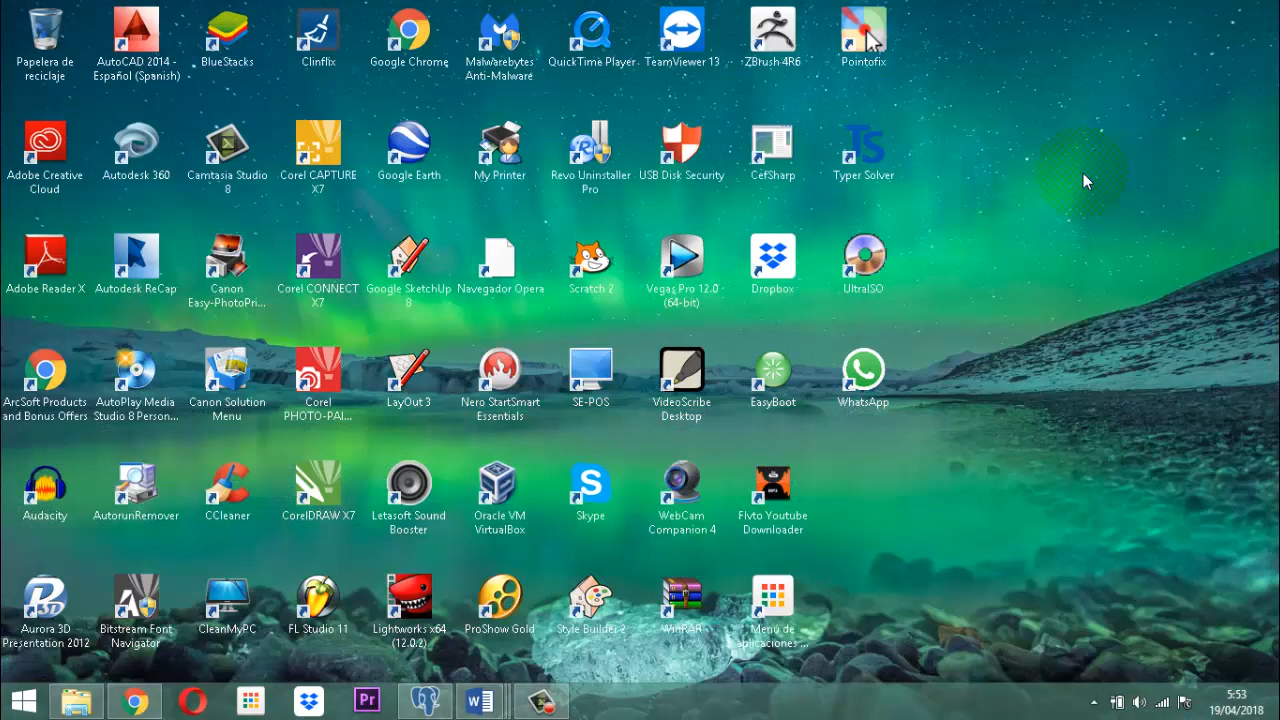 Papelera de
reciclaje
AutoCAD 2014 -
Español (Spanish)
BlueStacks
Clinflix
Google Chrome
Malwarebytes
Anti-Malware
QuickTime Player
TeamViewer 13
ZBrush 4R6
Pointofix
Adobe Creative
Cloud
Autodesk 360
Camtasia Studio
8
Corel CAPTURE
X7
Google Earth
My Printer
Revo Uninstaller
Pro
USB Disk Security
CefSharp
TS
Typer Solver
Adobe Reader X
Autodesk ReCap
Canon
Easy-PhotoPri...
Corel CONNECT
X7
Google SketchUp
8
Navegador Opera
Scratch 2
Vegas Pro 12.0
(64-bit)
Dropbox
UltraISO
ArcSoft Products
and Bonus Offers
AutoPlay Media
Studio 8 Person...
Canon Solution
Menu
Corel
PHOTO-PAI...
LayOut 3
Nero StartSmart
Essentials
SE-POS
VideoScribe
Desktop
EasyBoot
WhatsApp
Audacity
AutorunRemover
CCleaner
CorelDRAW X7
Letasoft Sound
Booster
Oracle VM
VirtualBox
S
Skype
WebCam
Companion 4
Flvto Youtube
Downloader
3D
Aurora 3D
Presentation 2012
Bitstream Font
Navigator
CleanMyPC
FL Studio 11
Lightworks x64
(12.0.2)
ProShow Gold
Style Builder 2
WinRAR
Menú de
aplicaciones ...
Pr
W
5:53
19/04/2018